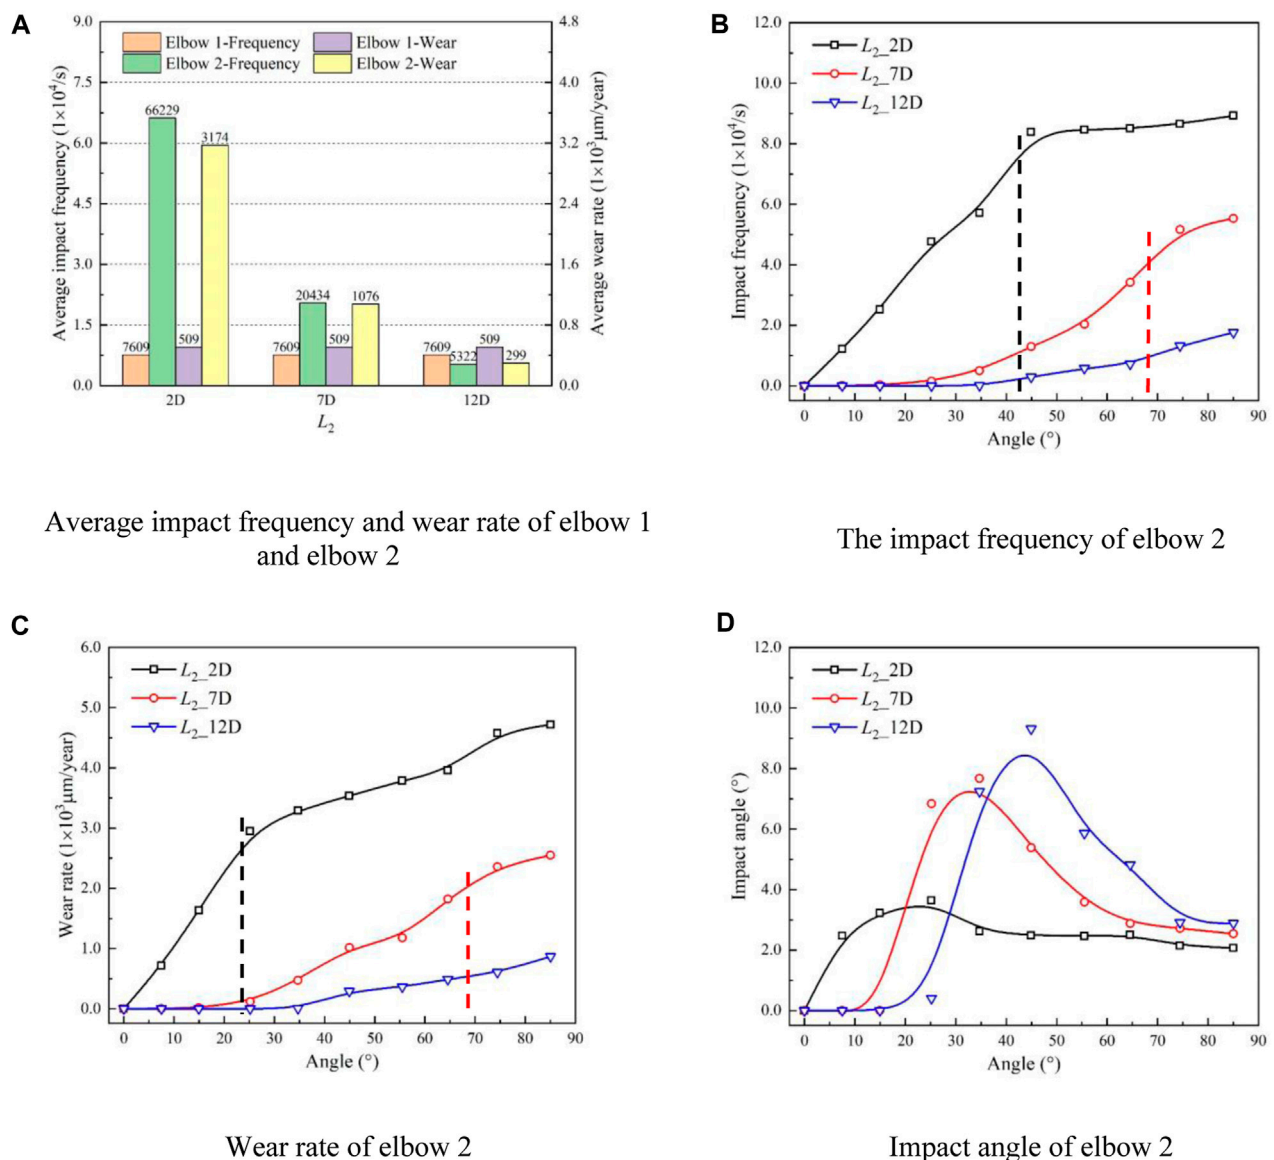 A
9.0
7.5
6.0
4.5
3.0
1.5
0.0
Average impact frequency (1×10⁴/s)
4.8
4.0
3.2
2.4
1.6
0.8
0.0
Average wear rate (1×10³μm/year)
Elbow 1-Frequency
Elbow 1-Wear
Elbow 2-Frequency
Elbow 2-Wear
66229
3174
7609
509
20434
1076
7609
509
7609
5322
509
299
2D 7D 12D
L₂
Average impact frequency and wear rate of elbow 1
and elbow 2
B
12.0
10.0
8.0
6.0
4.0
2.0
0.0
Impact frequency (1×10⁴/s)
L₂_2D
L₂_7D
L₂_12D
0 10 20 30 40 50 60 70 80 90
Angle (°)
The impact frequency of elbow 2
C
6.0
5.0
4.0
3.0
2.0
1.0
0.0
Wear rate (1×10³μm/year)
L₂_2D
L₂_7D
L₂_12D
0 10 20 30 40 50 60 70 80 90
Angle (°)
Wear rate of elbow 2
D
12.0
10.0
8.0
6.0
4.0
2.0
0.0
Impact angle (°)
L₂_2D
L₂_7D
L₂_12D
0 10 20 30 40 50 60 70 80 90
Angle (°)
Impact angle of elbow 2